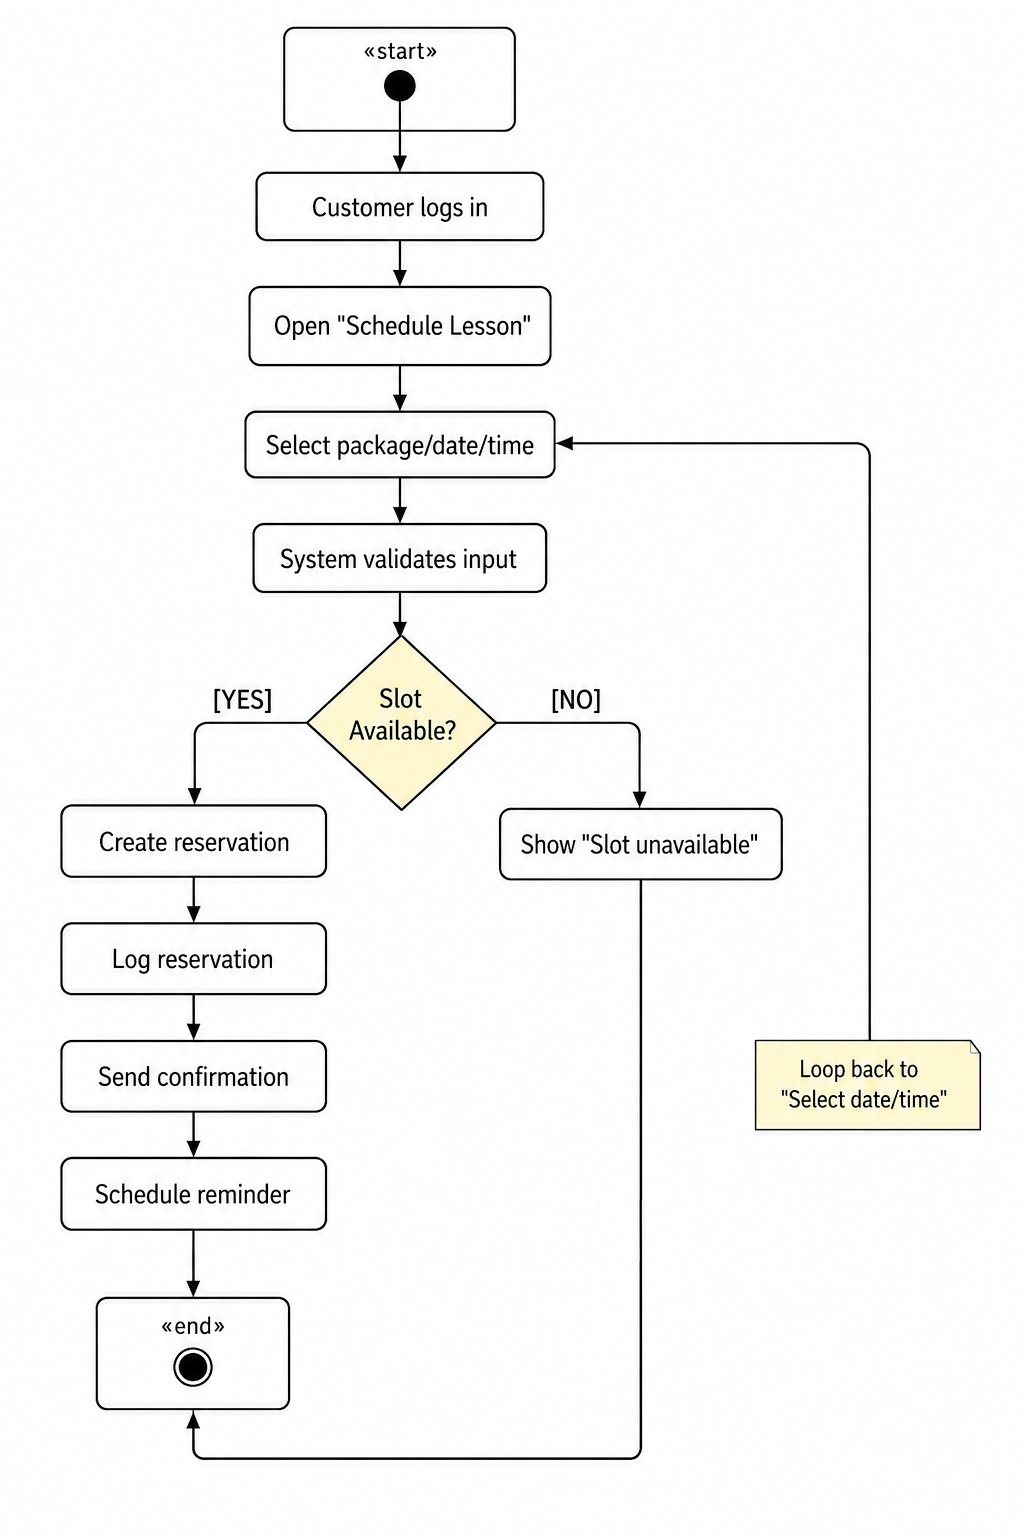 «start»
Customer logs in
Open "Schedule Lesson"
Select package/date/time
System validates input
Slot
Available?
[YES]
[NO]
Create reservation
Show "Slot unavailable"
Log reservation
Send confirmation
Loop back to
"Select date/time"
Schedule reminder
«end»